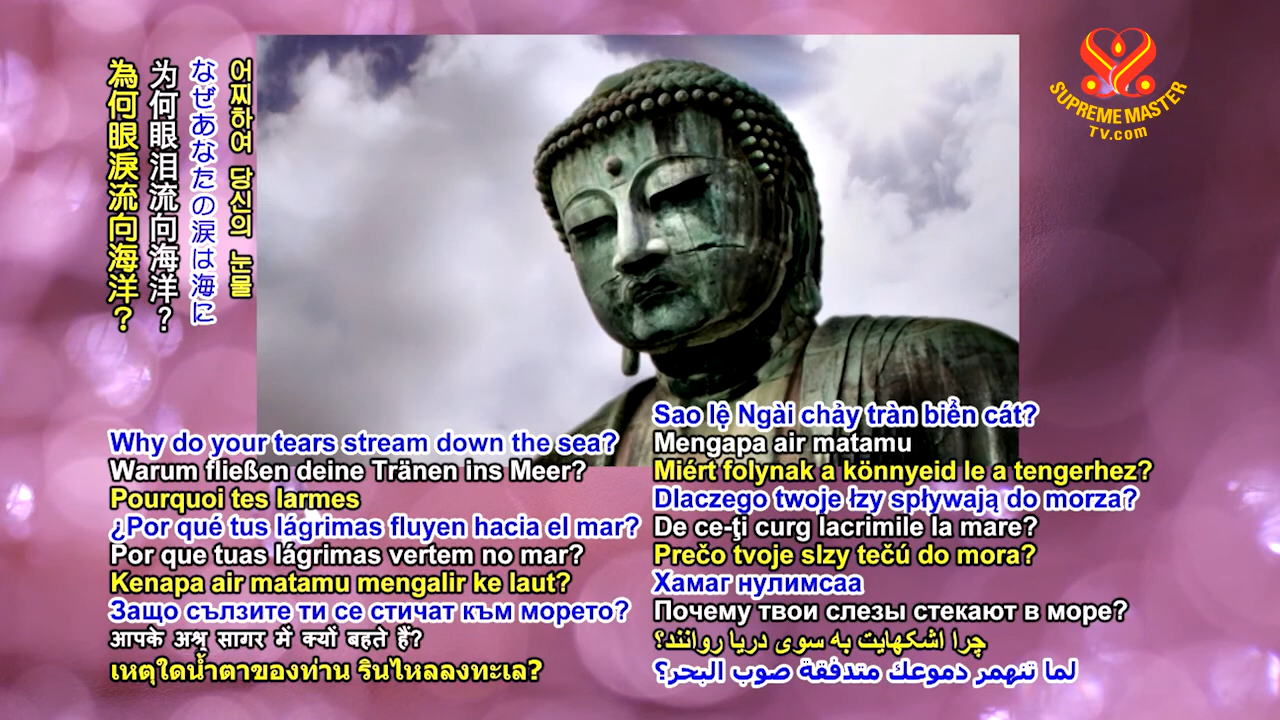 為何眼淚流向海洋？
为何眼泪流向海洋？
なぜあなたの涙は海に
어찌하여 당신의 눈물
SUPREME MASTER
TV.com
Why do your tears stream down the sea?
Warum fließen deine Tränen ins Meer?
Pourquoi tes larmes
¿Por qué tus lágrimas fluyen hacia el mar?
Por que tuas lágrimas vertem no mar?
Kenapa air matamu mengalir ke laut?
Защо сълзите ти се стичат към морето?
आपके अश्रु सागर में क्यों बहते हैं?
เหตุใดน้ำตาของท่าน รินไหลลงทะเล?
Sao lệ Ngài chảy tràn biển cát?
Mengapa air matamu
Miért folynak a könnyeid le a tengerhez?
Dlaczego twoje łzy spływają do morza?
De ce-ţi curg lacrimile la mare?
Prečo tvoje slzy tečú do mora?
Хамаг нулимсаа
Почему твои слезы стекают в море?
چرا اشکهایت به سوی دریا روانند؟
لما تنهمر دموعك متدفقة صوب البحر؟